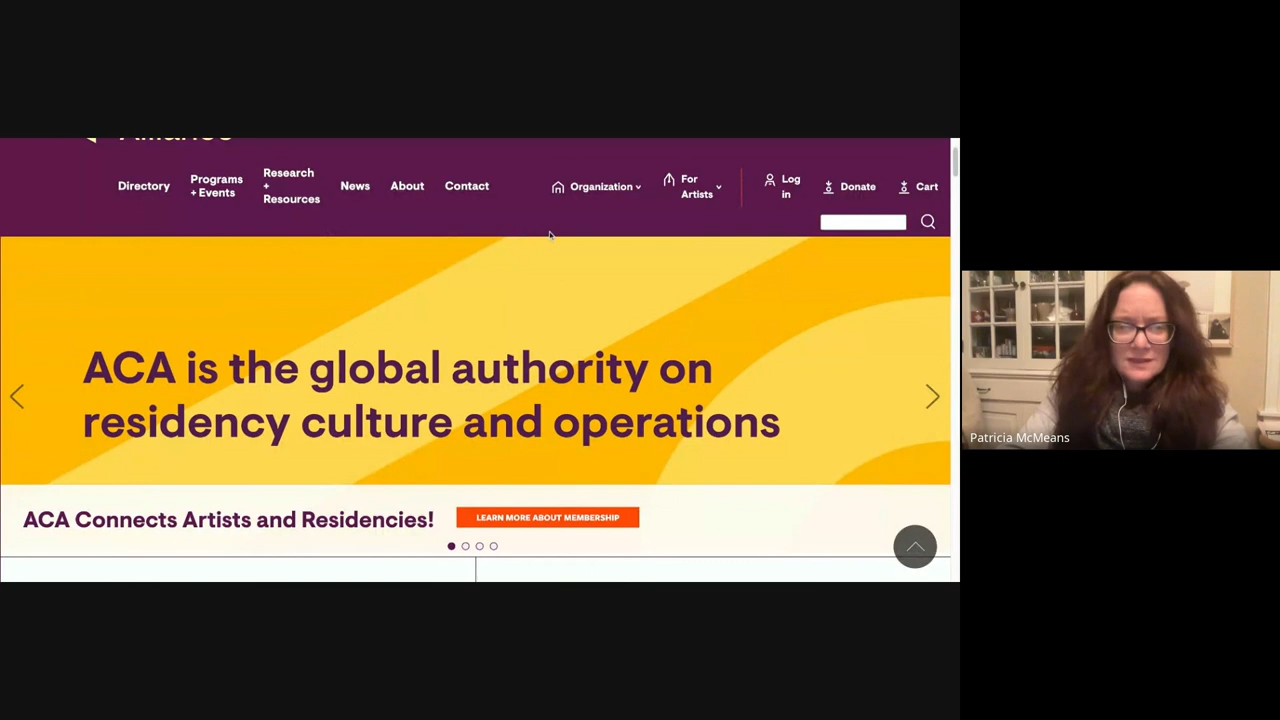 Directory
Programs
+ Events
Research
+
Resources
News
About
Contact
Organization
For
Artists
Log
in
Donate
Cart
ACA is the global authority on
residency culture and operations
ACA Connects Artists and Residencies!
LEARN MORE ABOUT MEMBERSHIP
Patricia McMeans